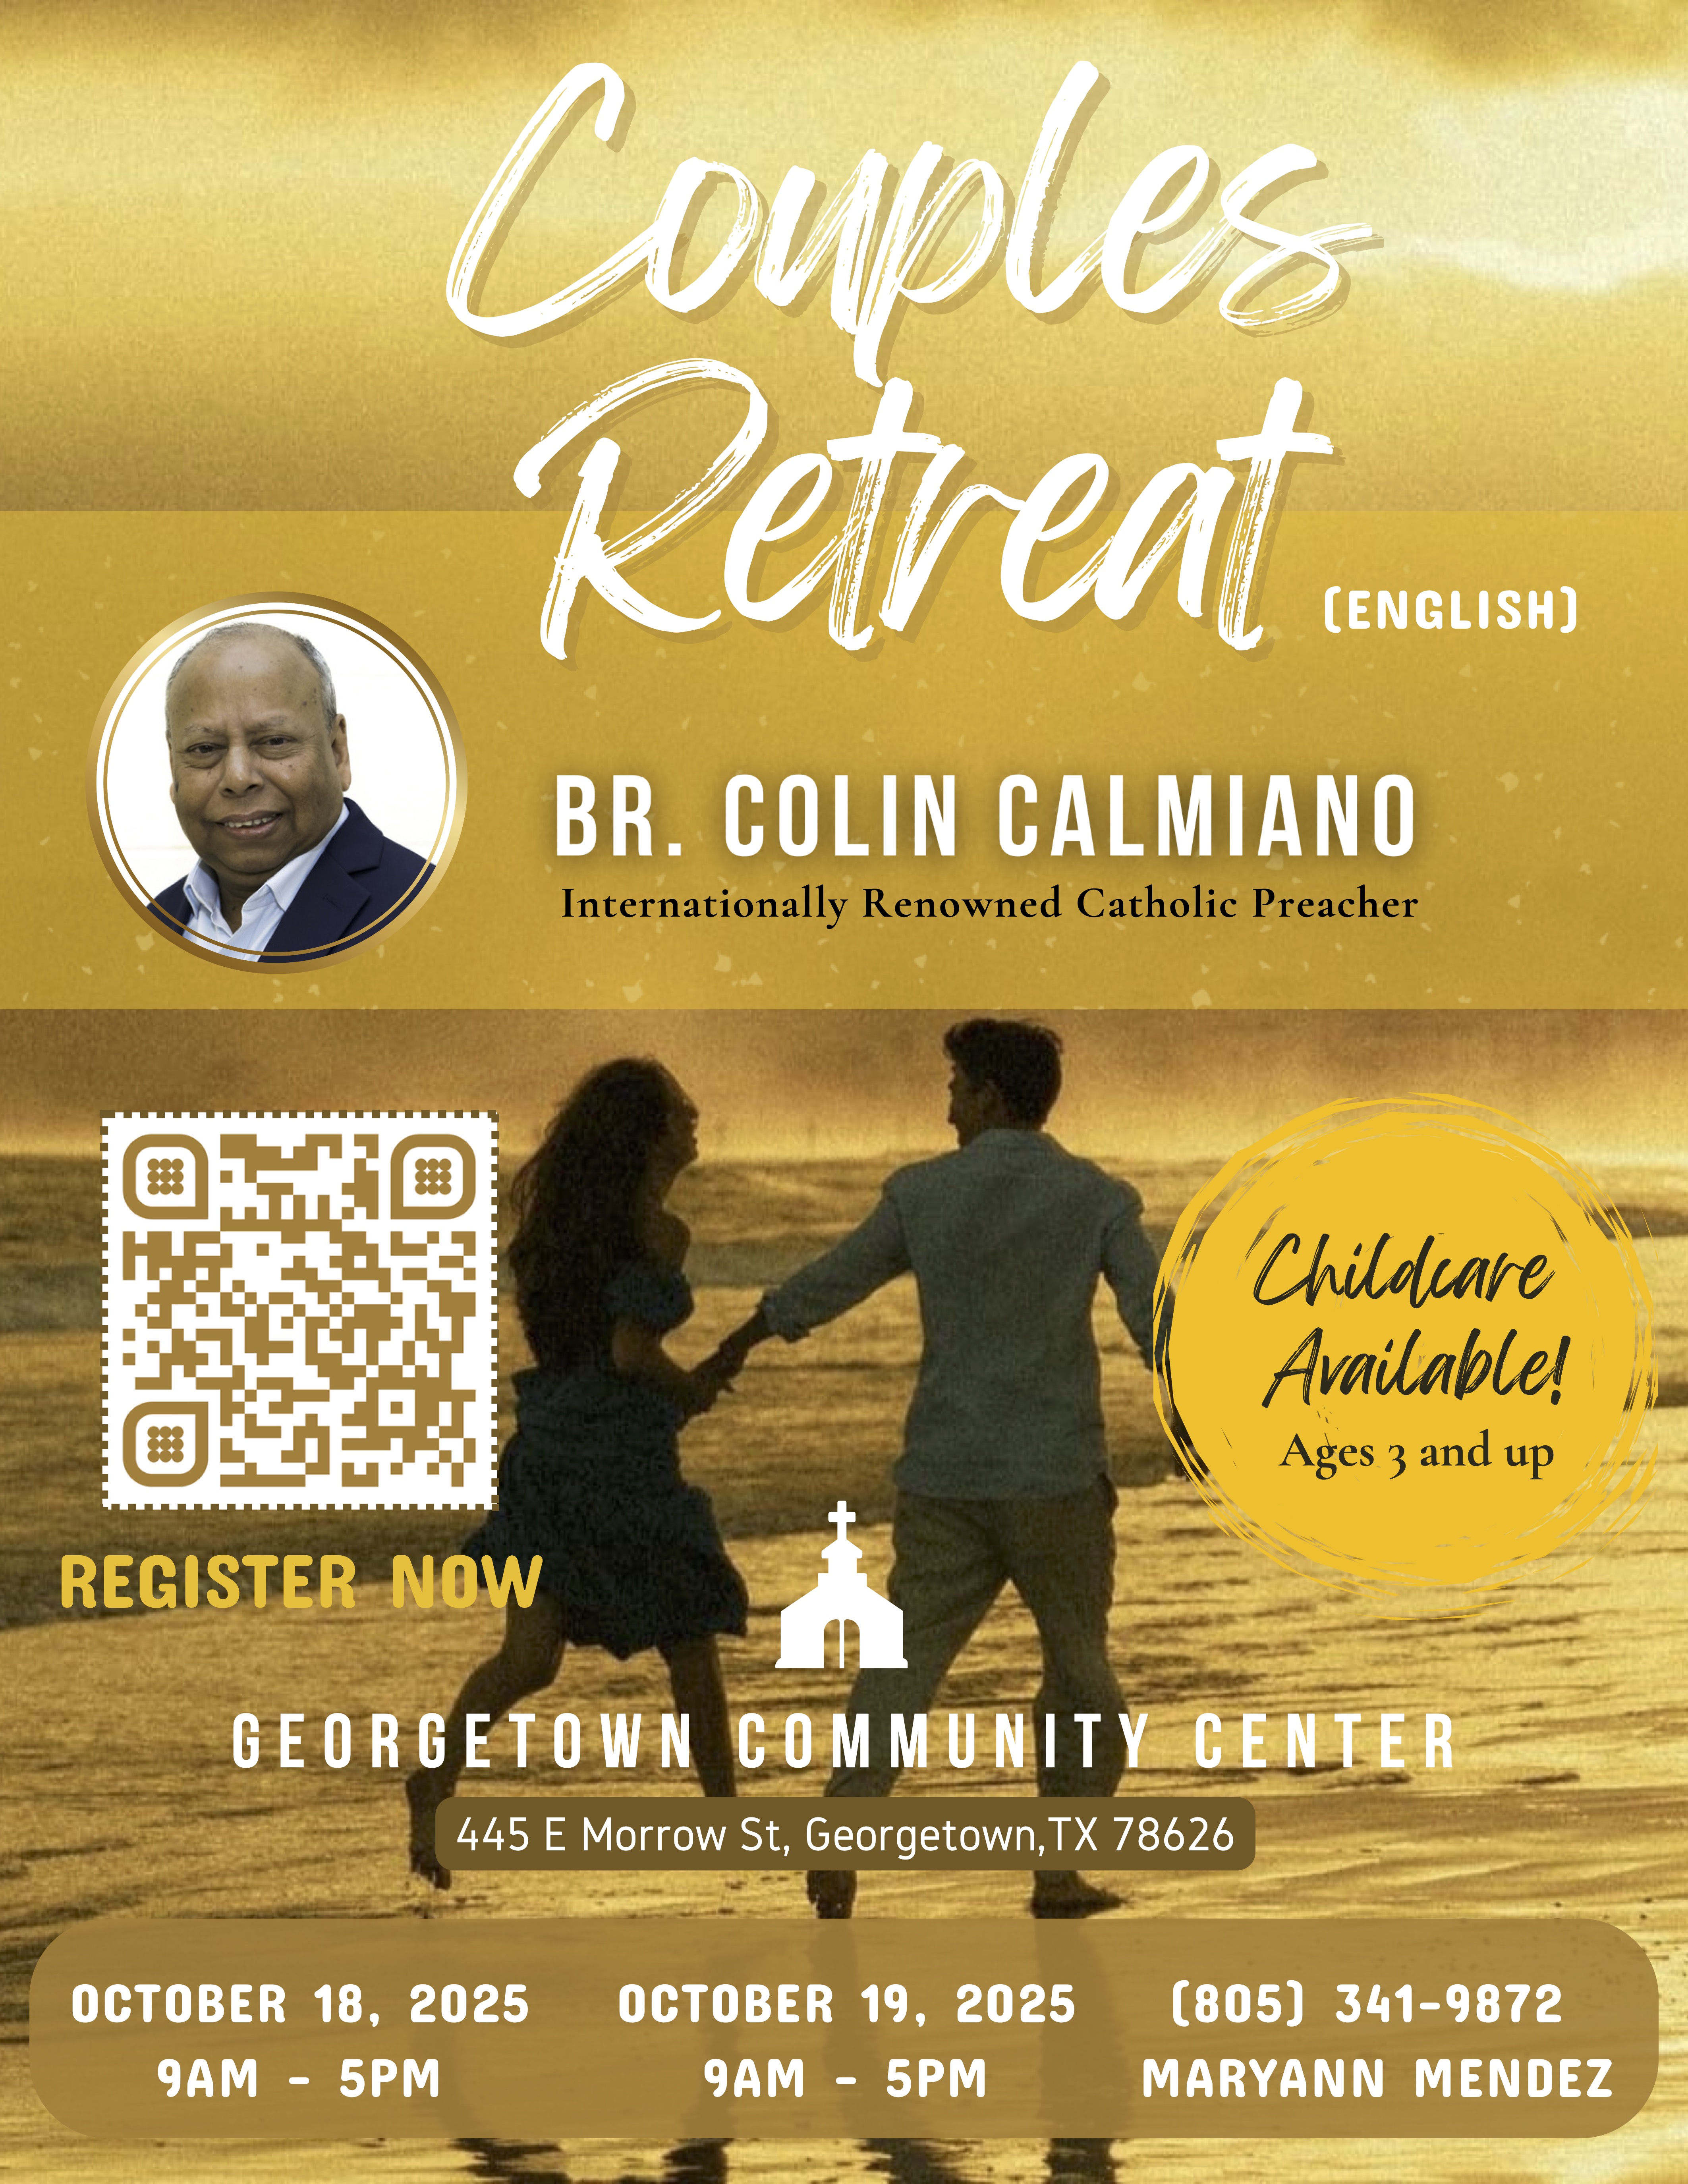 Couples
Retreat
(ENGLISH)
BR. COLIN CALMIANO
Internationally Renowned Catholic Preacher
Childcare
Available!
Ages 3 and up
REGISTER NOW
GEORGETOWN COMMUNITY CENTER
445 E Morrow St, Georgetown,TX 78626
OCTOBER 18, 2025
9AM - 5PM
OCTOBER 19, 2025
9AM - 5PM
(805) 341-9872
MARYANN MENDEZ